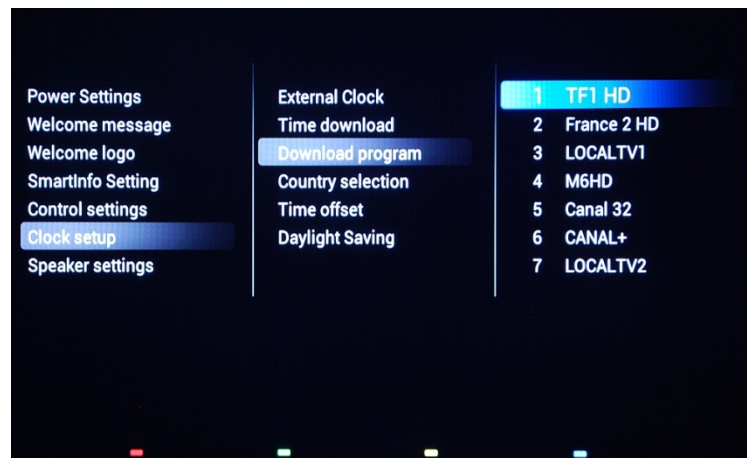 Power Settings
Welcome message
Welcome logo
SmartInfo Setting
Control settings
Clock setup
Speaker settings
External Clock
Time download
Download program
Country selection
Time offset
Daylight Saving
1 TF1 HD
2 France 2 HD
3 LOCALTV1
4 M6HD
5 Canal 32
6 CANAL+
7 LOCALTV2